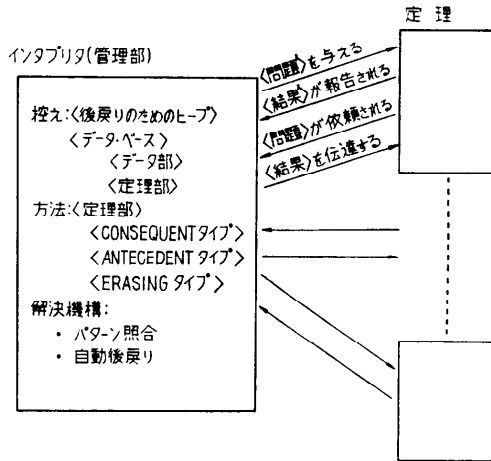 定理
インタプリタ(管理部)
〈問題〉を与える
〈結果〉が報告される
〈問題〉が依頼される
〈結果〉を伝達する
控え:〈後戻りのためのヒープ〉
〈データ・ベース〉
〈データ部〉
〈定理部〉
方法:〈定理部〉
〈CONSEQUENTタイプ〉
〈ANTECEDENTタイプ〉
〈ERASINGタイプ〉
解決機構:
・ パターン照合
・ 自動後戻り